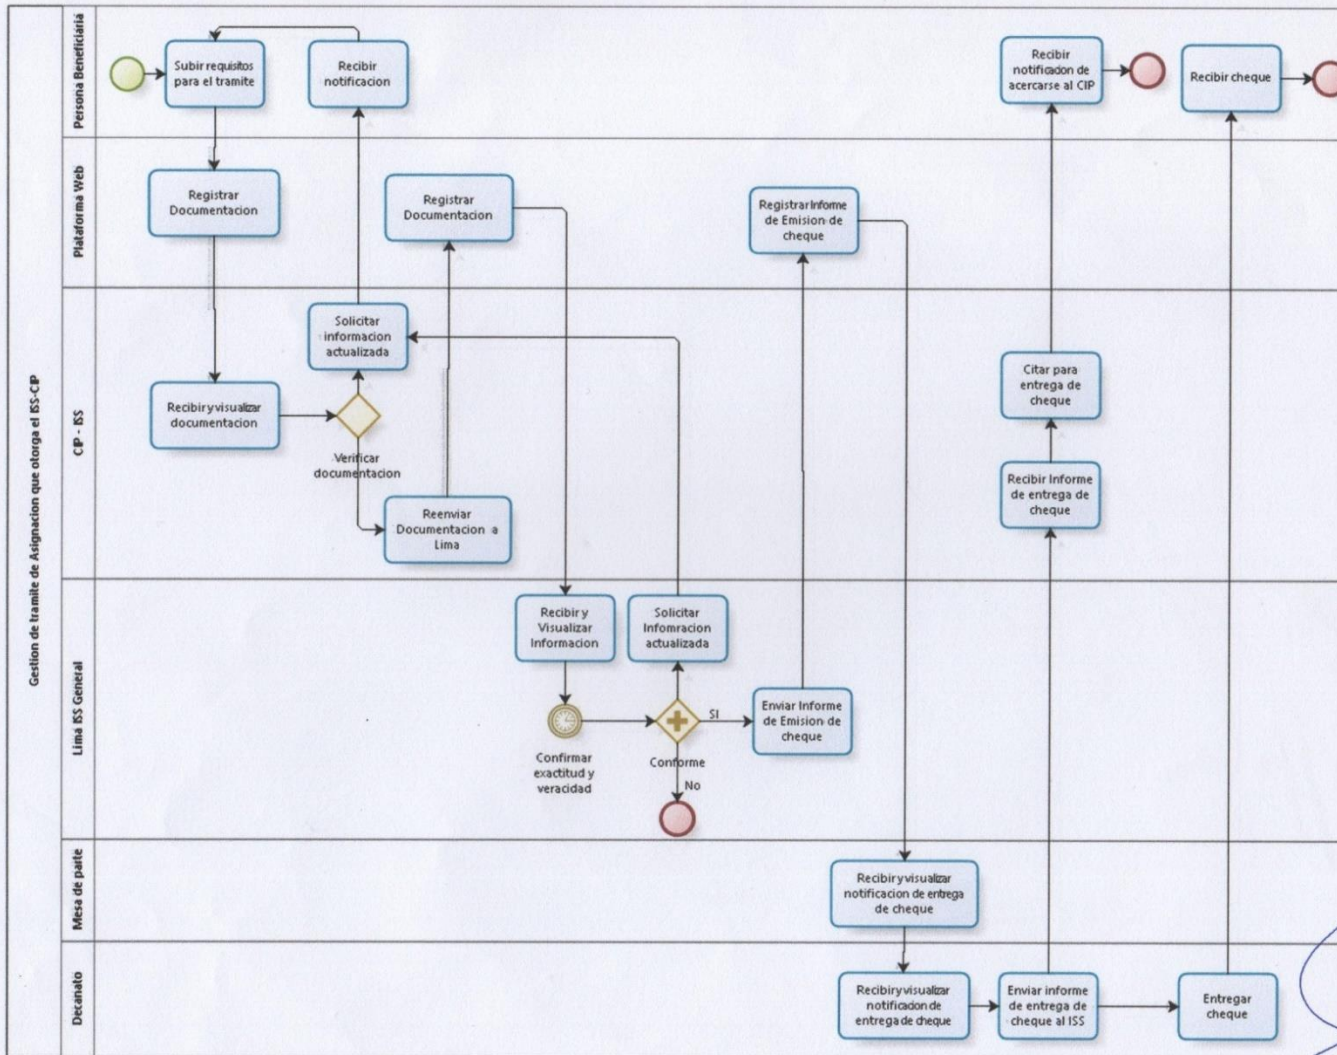 Gestion de tramite de Asignacion que otorga el ISS-CIP
Persona Beneficiaria
Subir requisitos
para el tramite
Recibir
notificacion
Recibir
notificacion de
acercarse al CIP
Recibir cheque
Plataforma Web
Registrar
Documentacion
Registrar
Documentacion
Registrar Informe
de Emision de
cheque
CIP - ISS
Solicitar
informacion
actualizada
Recibir y visualizar
documentacion
Verificar
documentacion
Reenviar
Documentacion a
Lima
Citar para
entrega de
cheque
Recibir Informe
de entrega de
cheque
Lima ISS General
Recibir y
Visualizar
Informacion
Solicitar
Infomracion
actualizada
Confirmar
exactitud y
veracidad
Conforme
SI
No
Enviar Informe
de Emision de
cheque
Mesa de parte
Recibir y visualizar
notificacion de entrega
de cheque
Decanato
Recibir y visualizar
notificacion de
entrega de cheque
Enviar informe
de entrega de
cheque al ISS
Entregar
cheque